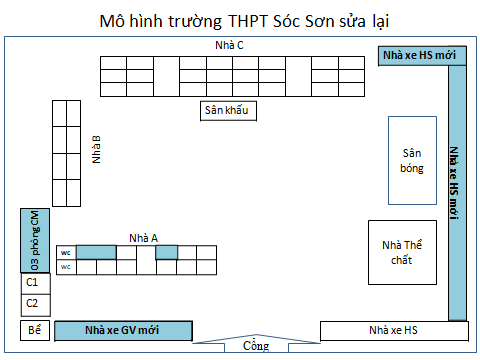 Mô hình trường THPT Sóc Sơn sửa lại
Nhà C
Nhà xe HS mới
Sân khấu
Nhà B
Sân
bóng
Nhà xe HS mới
03 phòng CM
Nhà A
wc
wc
Nhà Thể
chất
C1
C2
Bể
Nhà xe GV mới
Cổng
Nhà xe HS